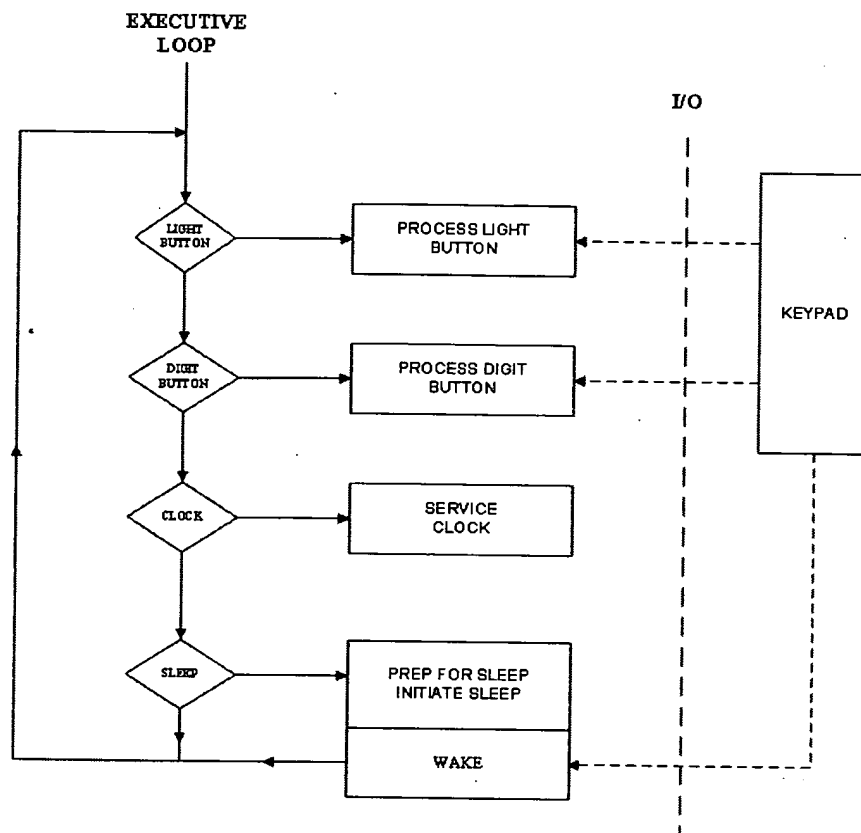 EXECUTIVE
LOOP
I/O
LIGHT
BUTTON
PROCESS LIGHT
BUTTON
KEYPAD
DIGIT
BUTTON
PROCESS DIGIT
BUTTON
CLOCK
SERVICE
CLOCK
SLEEP
PREP FOR SLEEP
INITIATE SLEEP
WAKE